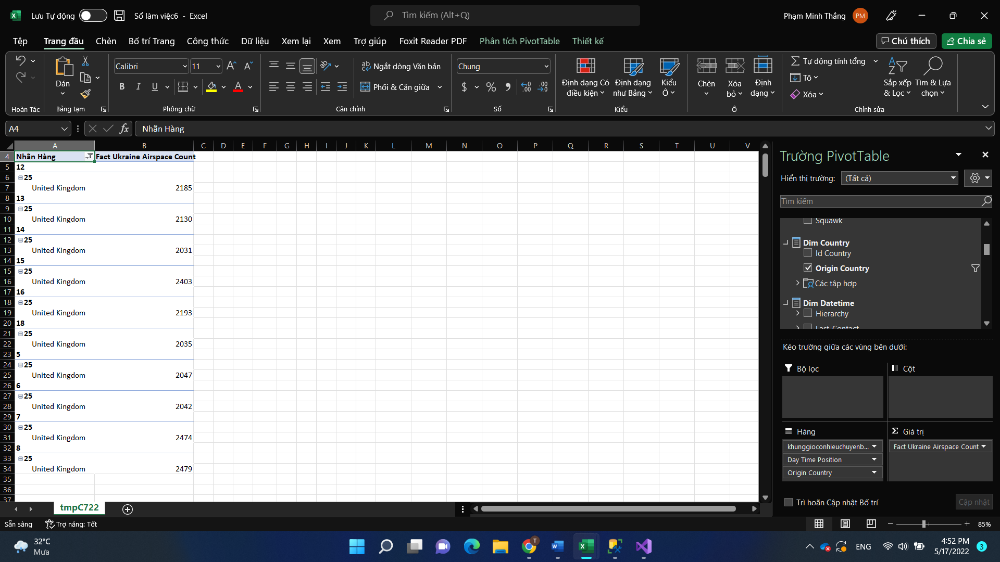 Lưu Tự động
Sổ làm việc6 - Excel
Tìm kiếm (Alt+Q)
Phạm Minh Thắng PM
Tệp Trang đầu Chèn Bố trí Trang Công thức Dữ liệu Xem lại Xem Trợ giúp Foxit Reader PDF Phân tích PivotTable Thiết kế Chú thích Chia sẻ
Dán
Calibri 11
B I U
A
Ngắt dòng Văn bản
Phối & Căn giữa
Chung
$ %
Định dạng Có điều kiện
Định dạng như Bảng
Kiểu Ô
Chèn
Xóa bỏ
Định dạng
Tự động tính tổng
Tô
Xóa
Sắp xếp & Lọc
Tìm & Lựa chọn
Hoàn Tác Bảng tạm Phông chữ Căn chỉnh Số Kiểu Ô Chỉnh sửa
A4 fx Nhãn Hàng
A B C D E F G H I J K L M N O P Q R S T U V
4 Nhãn Hàng Fact Ukraine Airspace Count
5 12
6 25
7 United Kingdom 2185
8 13
9 25
10 United Kingdom 2130
11 14
12 25
13 United Kingdom 2031
14 15
15 25
16 United Kingdom 2403
17 16
18 25
19 United Kingdom 2193
20 18
21 25
22 United Kingdom 2035
23 5
24 25
25 United Kingdom 2047
26 6
27 25
28 United Kingdom 2042
29 7
30 25
31 United Kingdom 2474
32 8
33 25
34 United Kingdom 2479
35
36
37
Trường PivotTable
Hiển thị trường: (Tất cả)
Tìm kiếm
Squawk
Dim Country
Id Country
Origin Country
Các tập hợp
Dim Datetime
Hierarchy
Last Contact
Kéo trường giữa các vùng bên dưới:
Bộ lọc
Cột
Hàng
Σ Giá trị
khunggioconhieuchuyenb...
Day Time Position
Origin Country
Fact Ukraine Airspace Count
Trì hoãn Cập nhật Bố trí
Cập nhật
tmpC722
Sẵn sàng
Trợ năng: Tốt
85%
32°C
Mưa
ENG
4:52 PM
5/17/2022
3